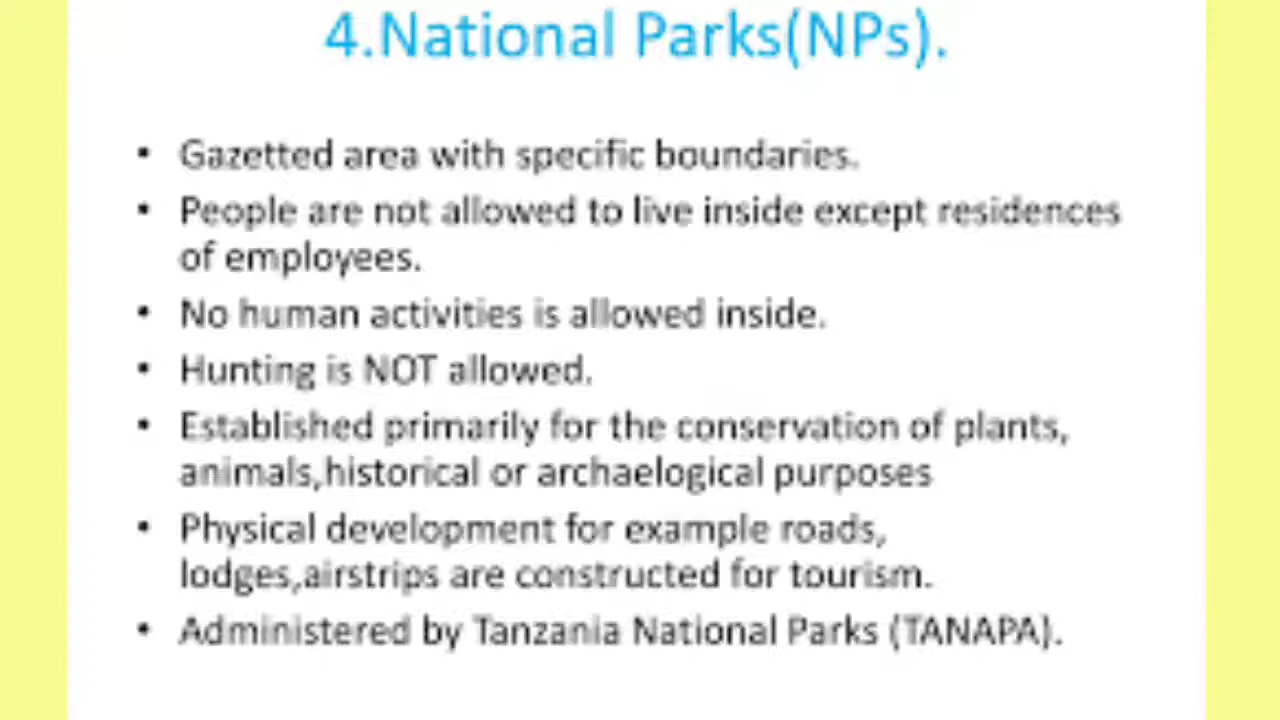 4.National Parks(NPs).
• Gazetted area with specific boundaries.
• People are not allowed to live inside except residences
of employees.
• No human activities is allowed inside.
• Hunting is NOT allowed.
• Established primarily for the conservation of plants,
animals,historical or archaelogical purposes
• Physical development for example roads,
lodges,airstrips are constructed for tourism.
• Administered by Tanzania National Parks (TANAPA).